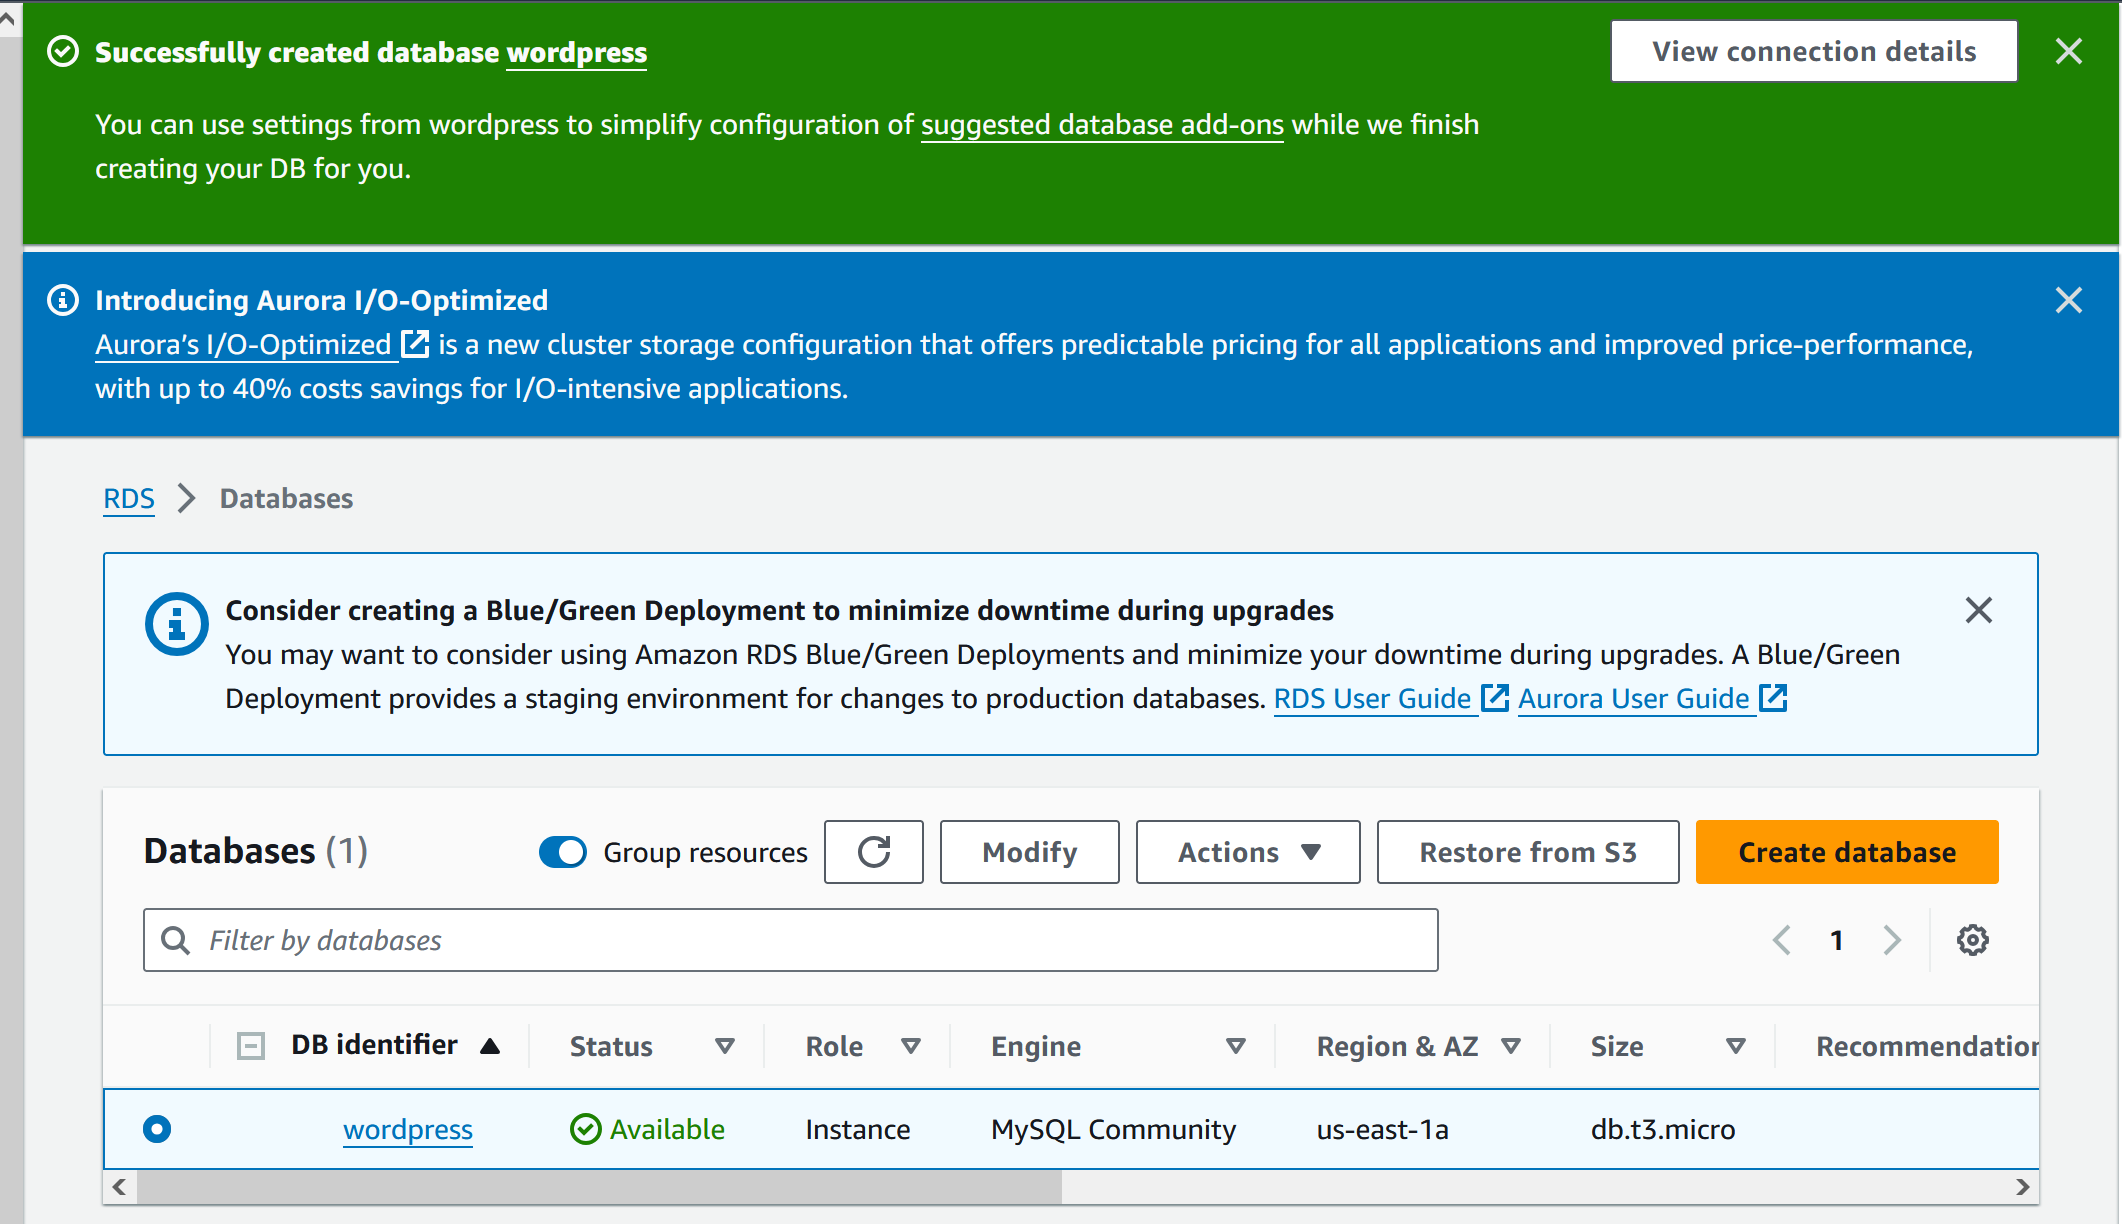 Successfully created database wordpress
View connection details
You can use settings from wordpress to simplify configuration of suggested database add-ons while we finish
creating your DB for you.
Introducing Aurora I/O-Optimized
Aurora's I/O-Optimized is a new cluster storage configuration that offers predictable pricing for all applications and improved price-performance,
with up to 40% costs savings for I/O-intensive applications.
RDS > Databases
Consider creating a Blue/Green Deployment to minimize downtime during upgrades
You may want to consider using Amazon RDS Blue/Green Deployments and minimize your downtime during upgrades. A Blue/Green
Deployment provides a staging environment for changes to production databases. RDS User Guide Aurora User Guide
Databases (1) Group resources Modify Actions Restore from S3 Create database
Filter by databases 1
DB identifier Status Role Engine Region & AZ Size Recommendation
wordpress Available Instance MySQL Community us-east-1a db.t3.micro